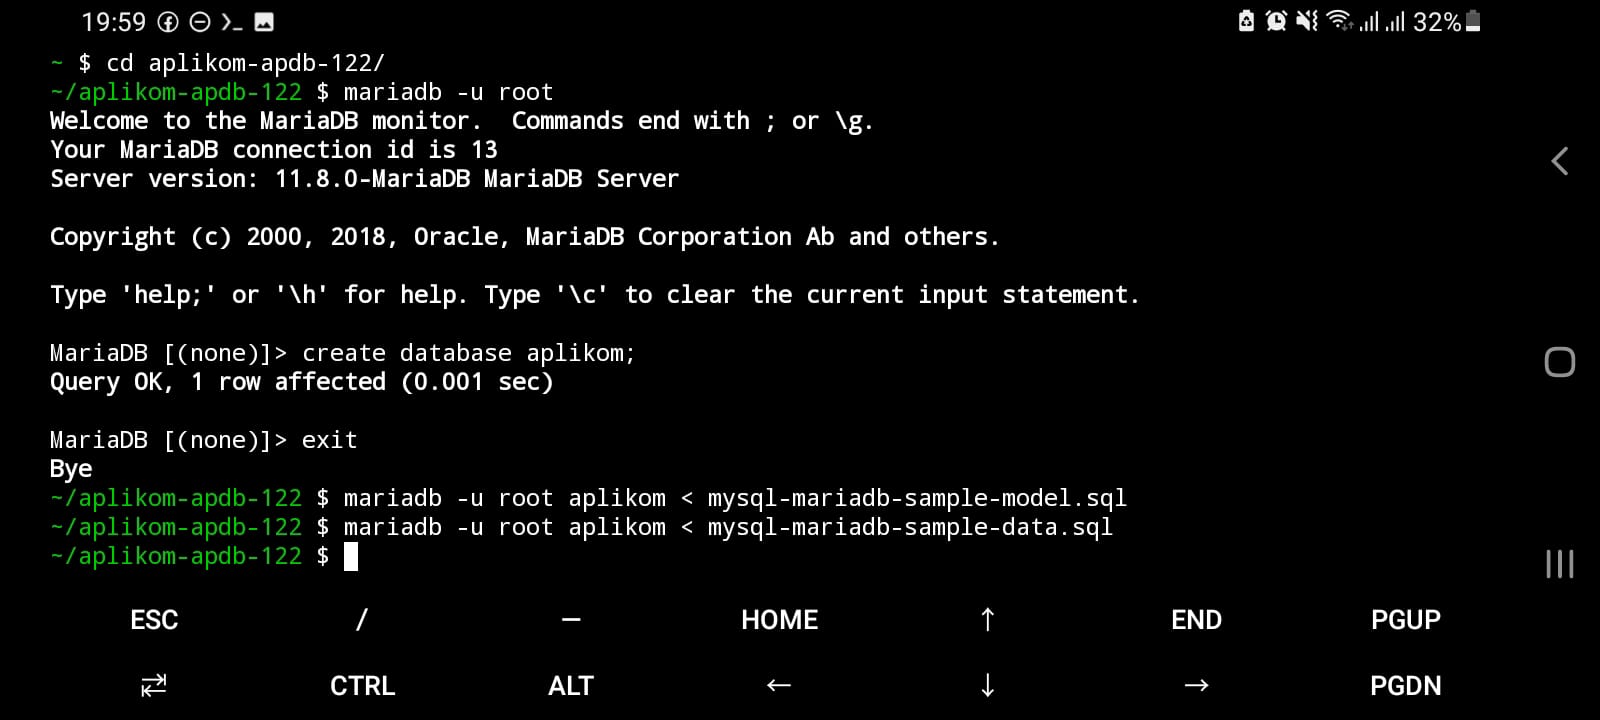 19:59 32%
~ $ cd aplikom-apdb-122/
~/aplikom-apdb-122 $ mariadb -u root
Welcome to the MariaDB monitor.  Commands end with ; or \g.
Your MariaDB connection id is 13
Server version: 11.8.0-MariaDB MariaDB Server
Copyright (c) 2000, 2018, Oracle, MariaDB Corporation Ab and others.
Type 'help;' or '\h' for help. Type '\c' to clear the current input statement.
MariaDB [(none)]> create database aplikom;
Query OK, 1 row affected (0.001 sec)
MariaDB [(none)]> exit
Bye
~/aplikom-apdb-122 $ mariadb -u root aplikom < mysql-mariadb-sample-model.sql
~/aplikom-apdb-122 $ mariadb -u root aplikom < mysql-mariadb-sample-data.sql
~/aplikom-apdb-122 $
ESC / — HOME ↑ END PGUP
⇄ CTRL ALT ← ↓ → PGDN